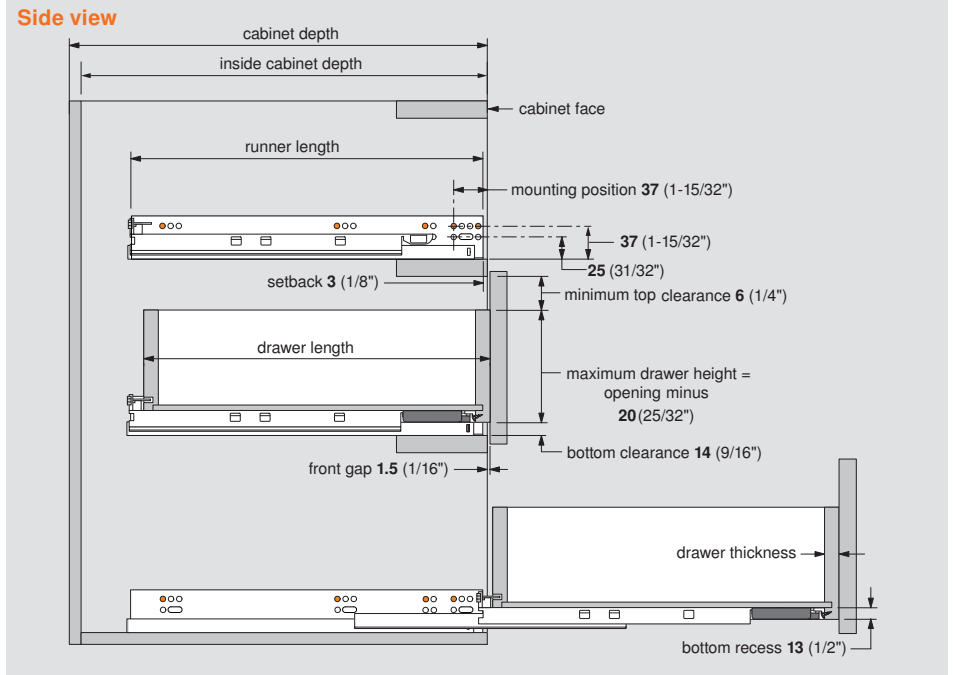 Side view
cabinet depth
inside cabinet depth
cabinet face
runner length
mounting position 37 (1-15/32")
37 (1-15/32")
25 (31/32")
setback 3 (1/8")
minimum top clearance 6 (1/4")
drawer length
maximum drawer height =
opening minus
20(25/32")
bottom clearance 14 (9/16")
front gap 1.5 (1/16")
drawer thickness
bottom recess 13 (1/2")